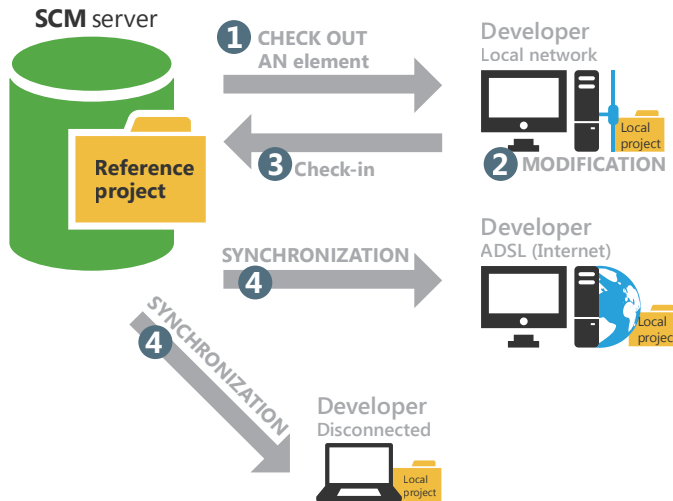 SCM server
Reference
project
1 CHECK OUT
AN element
Developer
Local network
Local
project
2 MODIFICATION
3 Check-in
SYNCHRONIZATION
4
Developer
ADSL (Internet)
Local
project
SYNCHRONIZATION
4
Developer
Disconnected
Local
project